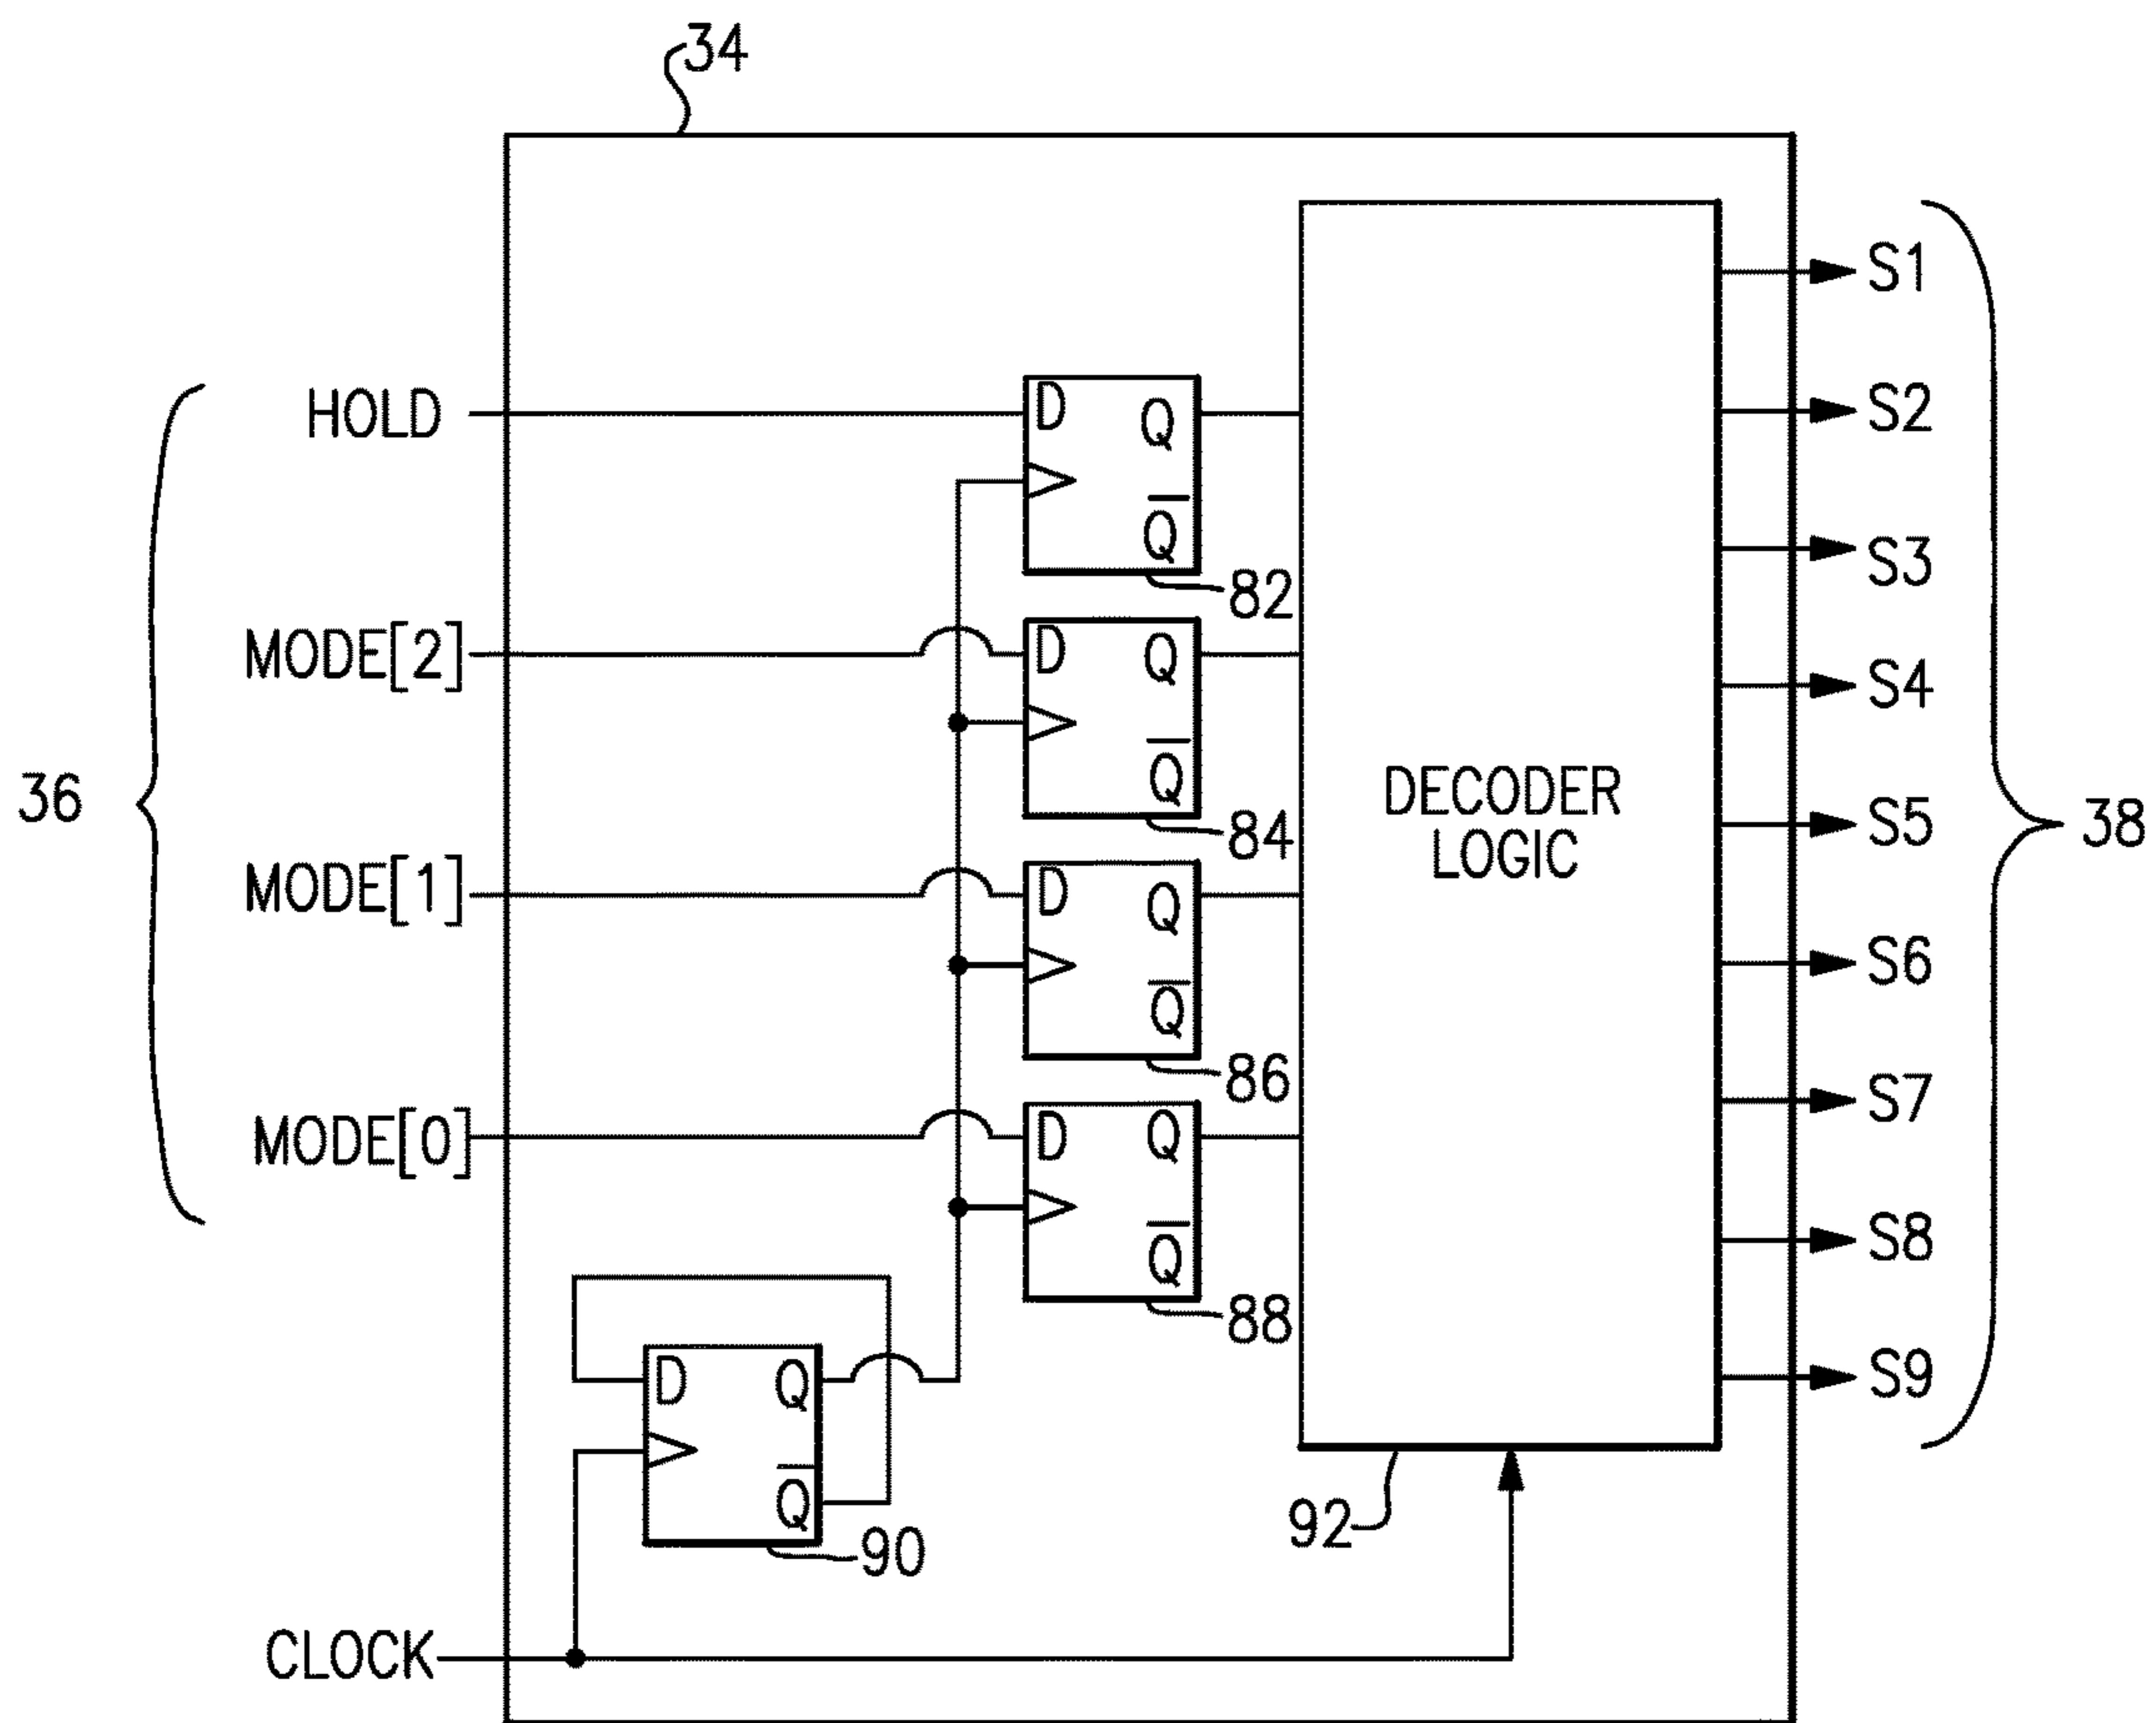 34
S1
HOLD
D
Q
S2
Q
S3
82
MODE[2]
D
Q
S4
Q
84
36
DECODER
LOGIC
S5
38
MODE[1]
D
Q
S6
Q
86
MODE[0]
D
Q
S7
Q
S8
88
D
Q
S9
Q
90
92
CLOCK